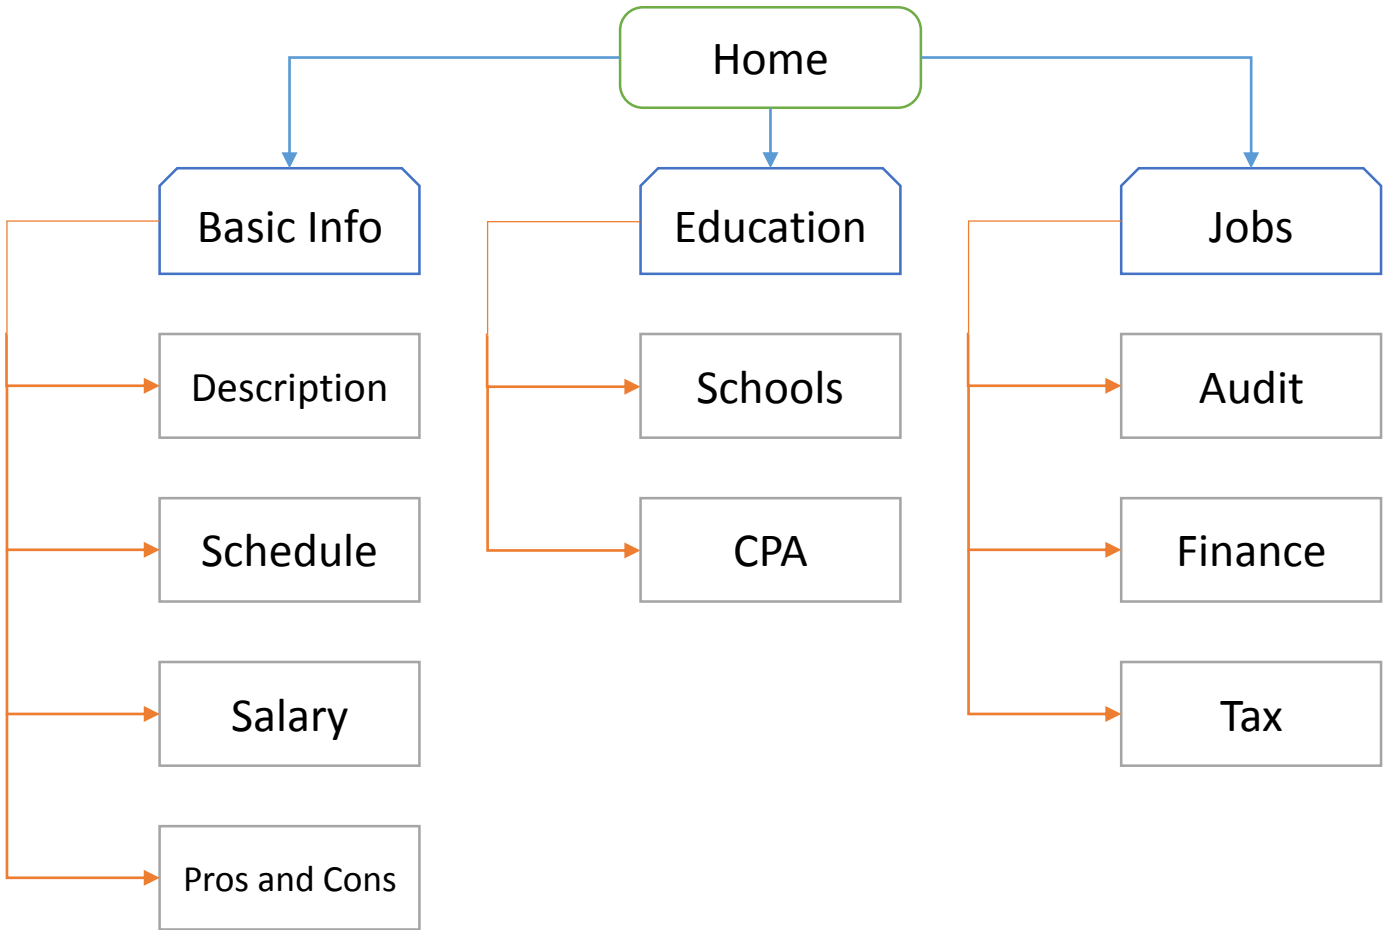 Home
Basic Info
Education
Jobs
Description
Schools
Audit
Schedule
CPA
Finance
Salary
Tax
Pros and Cons